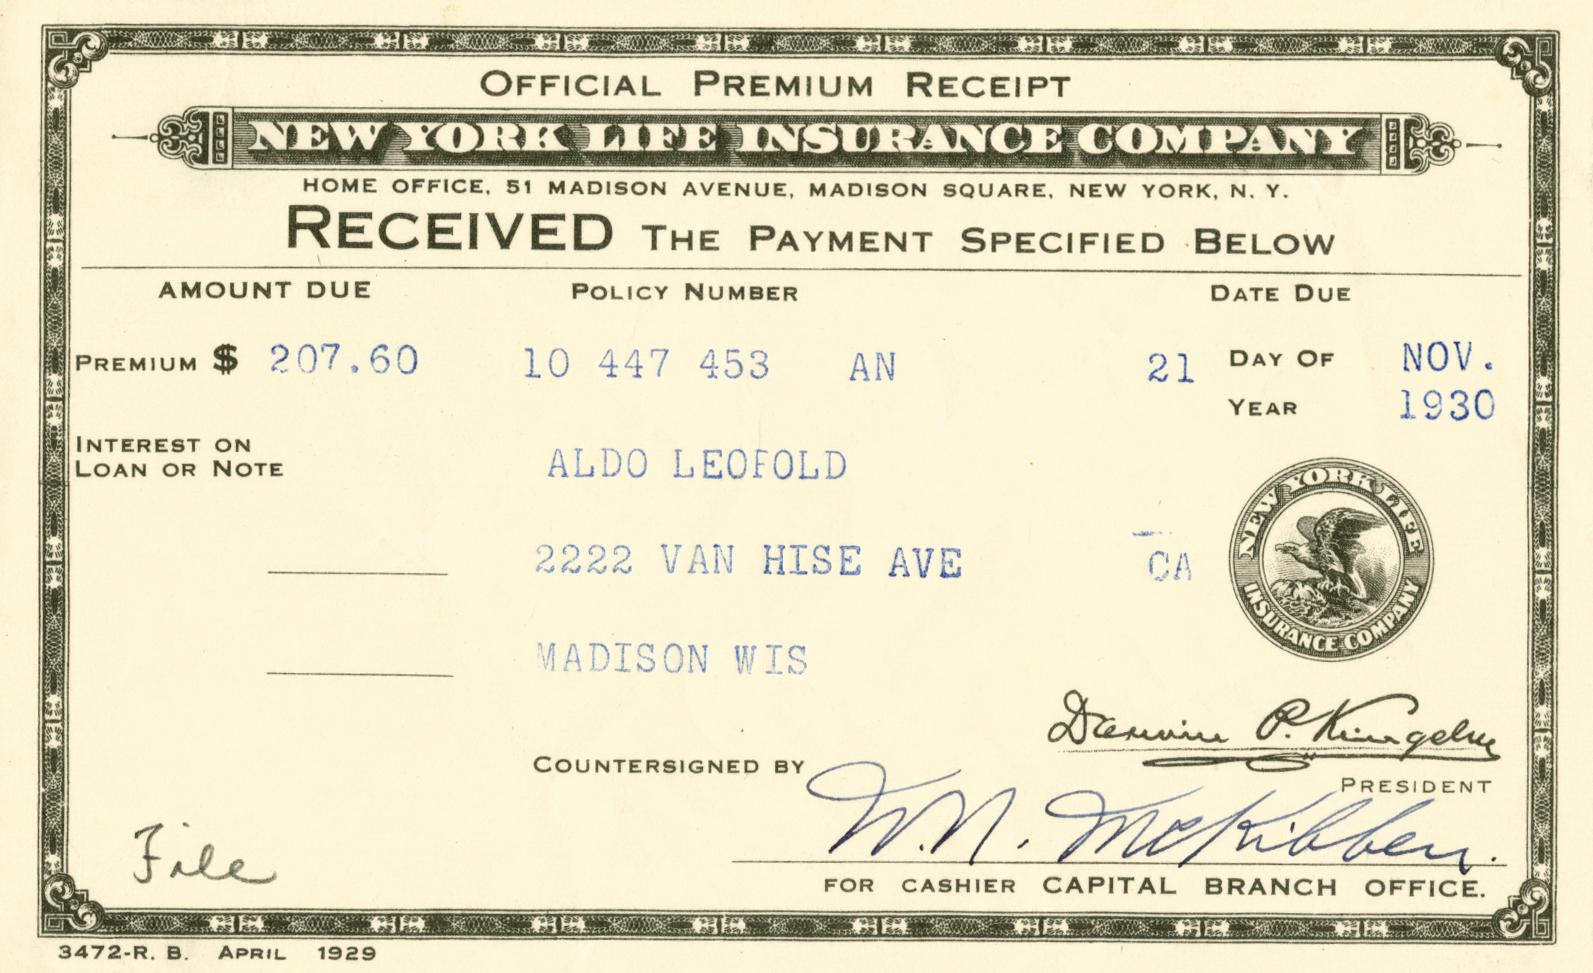 OFFICIAL PREMIUM RECEIPT
NEW YORK LIFE INSURANCE COMPANY
HOME OFFICE, 51 MADISON AVENUE, MADISON SQUARE, NEW YORK, N. Y.
RECEIVED THE PAYMENT SPECIFIED BELOW
AMOUNT DUE POLICY NUMBER DATE DUE
PREMIUM $ 207.60 10 447 453 AN 21 DAY OF NOV.
YEAR 1930
INTEREST ON
LOAN OR NOTE
ALDO LEOPOLD
2222 VAN HISE AVE CA
MADISON WIS
NEW YORK LIFE
INSURANCE COMPANY
Darwin P. Kingsley
PRESIDENT
COUNTERSIGNED BY
W. N. McKibben.
FOR CASHIER CAPITAL BRANCH OFFICE.
File
3472-R. B. APRIL 1929